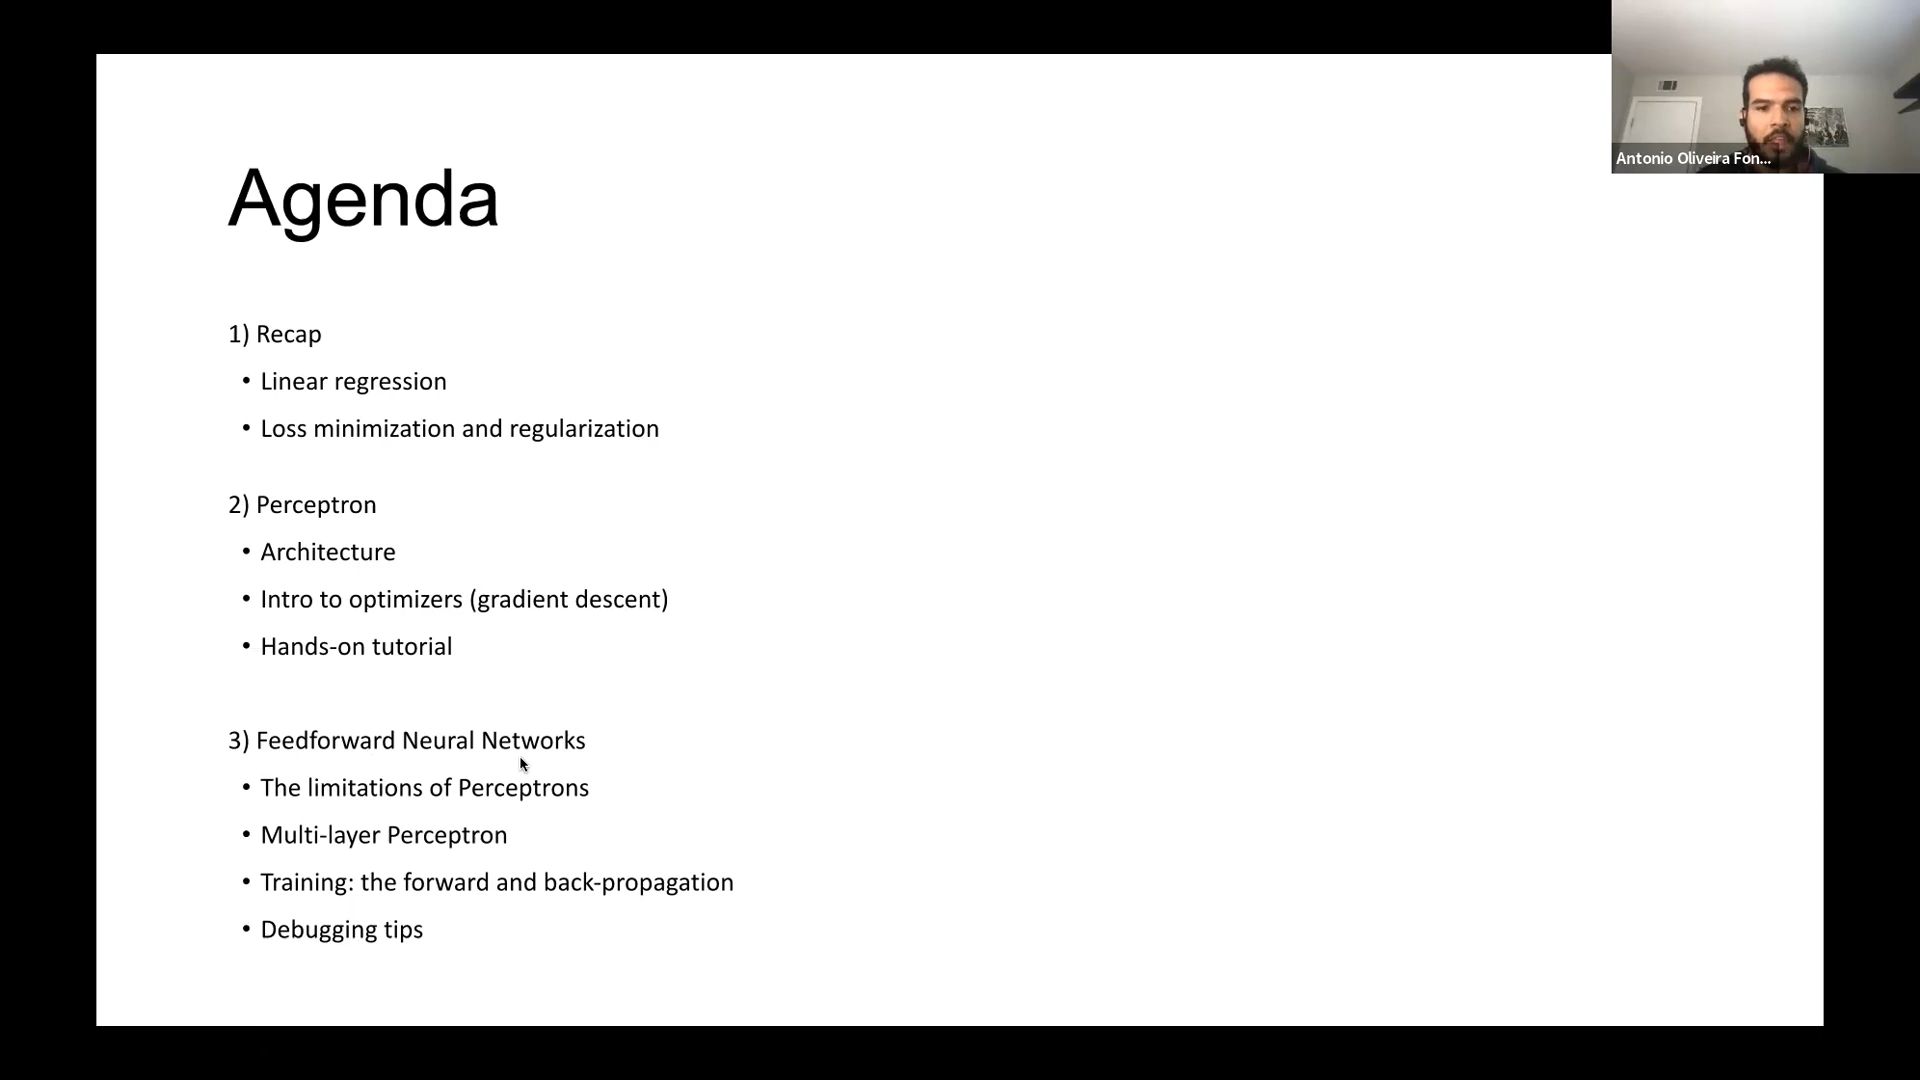 Antonio Oliveira Fon...
Agenda
1) Recap
• Linear regression
• Loss minimization and regularization
2) Perceptron
• Architecture
• Intro to optimizers (gradient descent)
• Hands-on tutorial
3) Feedforward Neural Networks
• The limitations of Perceptrons
• Multi-layer Perceptron
• Training: the forward and back-propagation
• Debugging tips